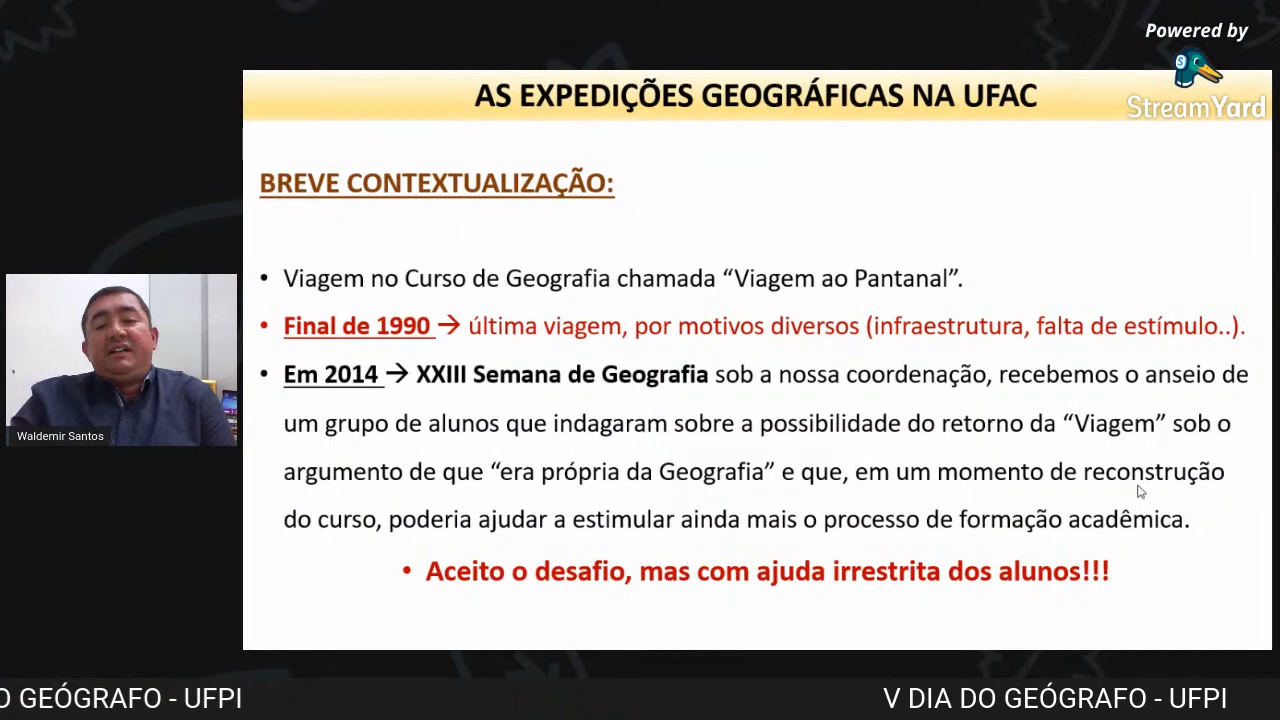 Powered by
StreamYard
AS EXPEDIÇÕES GEOGRÁFICAS NA UFAC
BREVE CONTEXTUALIZAÇÃO:
• Viagem no Curso de Geografia chamada “Viagem ao Pantanal”.
• Final de 1990 → última viagem, por motivos diversos (infraestrutura, falta de estímulo..).
• Em 2014 → XXIII Semana de Geografia sob a nossa coordenação, recebemos o anseio de
um grupo de alunos que indagaram sobre a possibilidade do retorno da “Viagem” sob o
argumento de que “era própria da Geografia” e que, em um momento de reconstrução
do curso, poderia ajudar a estimular ainda mais o processo de formação acadêmica.
• Aceito o desafio, mas com ajuda irrestrita dos alunos!!!
Waldemir Santos
O GEÓGRAFO - UFPI
V DIA DO GEÓGRAFO - UFPI